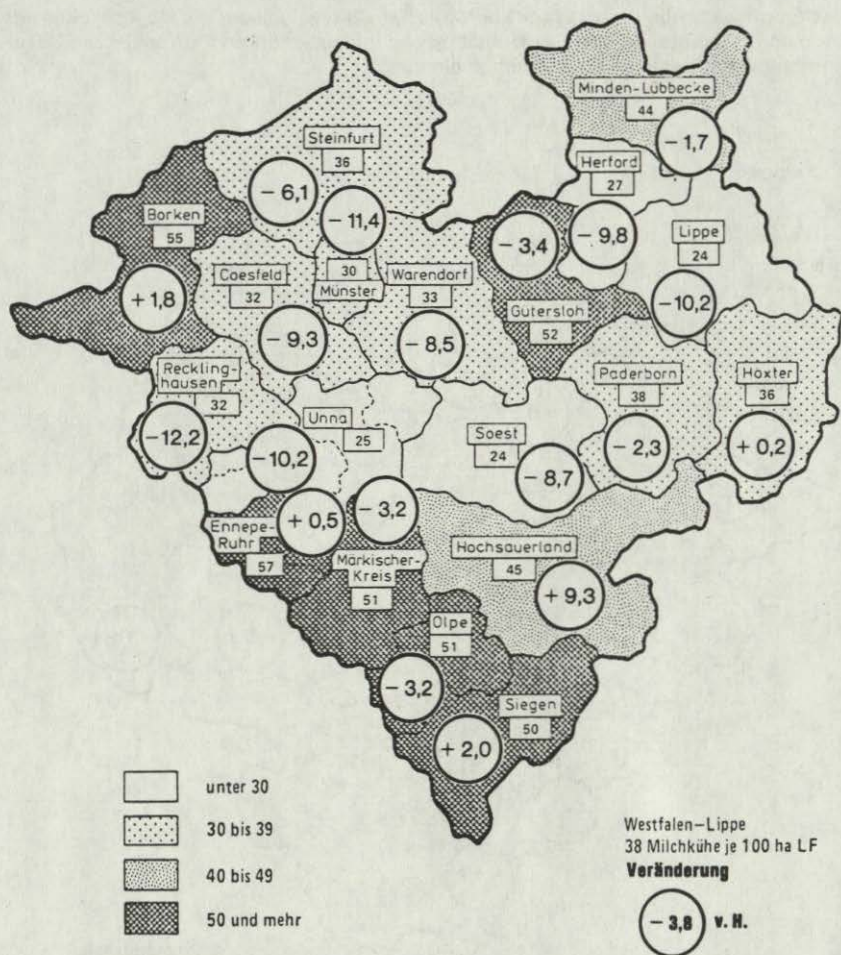 Minden-Lübbecke
44
- 1,7
Steinfurt
36
- 6,1
Herford
27
- 9,8
Borken
55
+ 1,8
- 11,4
30
Münster
- 3,4
Gütersloh
52
Lippe
24
- 10,2
Coesfeld
32
- 9,3
Warendorf
33
- 8,5
Reckling-
hausen
32
- 12,2
Paderborn
38
- 2,3
Höxter
36
+ 0,2
Unna
25
- 10,2
Soest
24
- 8,7
Ennepe-
Ruhr
57
+ 0,5
- 3,2
Märkischer-
Kreis
51
Hochsauerland
45
+ 9,3
Olpe
51
- 3,2
Siegen
50
+ 2,0
unter 30
30 bis 39
40 bis 49
50 und mehr
Westfalen-Lippe
38 Milchkühe je 100 ha LF
Veränderung
- 3,8 v. H.